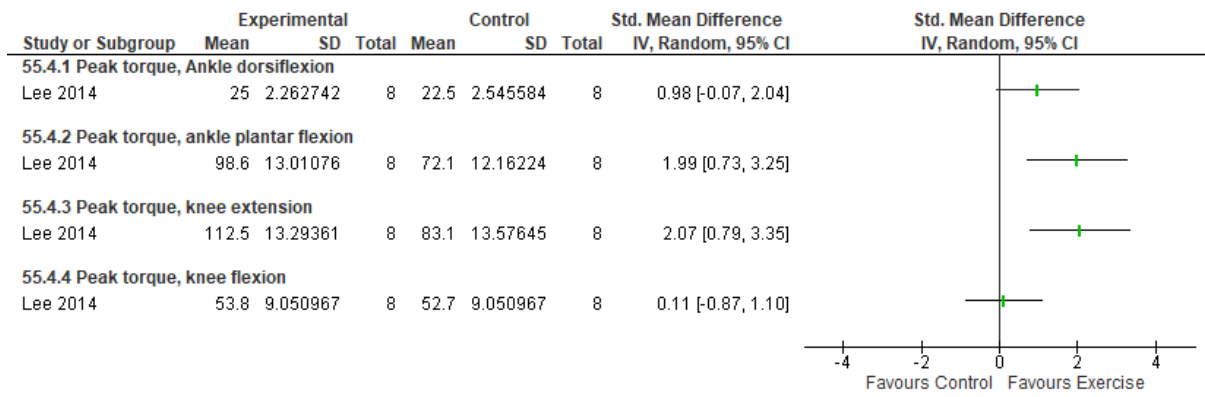 Experimental Control Std. Mean Difference Std. Mean Difference
Study or Subgroup Mean SD Total Mean SD Total IV, Random, 95% CI IV, Random, 95% CI
55.4.1 Peak torque, Ankle dorsiflexion
Lee 2014 25 2.262742 8 22.5 2.545584 8 0.98 [-0.07, 2.04]
55.4.2 Peak torque, ankle plantar flexion
Lee 2014 98.6 13.01076 8 72.1 12.16224 8 1.99 [0.73, 3.25]
55.4.3 Peak torque, knee extension
Lee 2014 112.5 13.29361 8 83.1 13.57645 8 2.07 [0.79, 3.35]
55.4.4 Peak torque, knee flexion
Lee 2014 53.8 9.050967 8 52.7 9.050967 8 0.11 [-0.87, 1.10]
-4 -2 0 2 4
Favours Control Favours Exercise